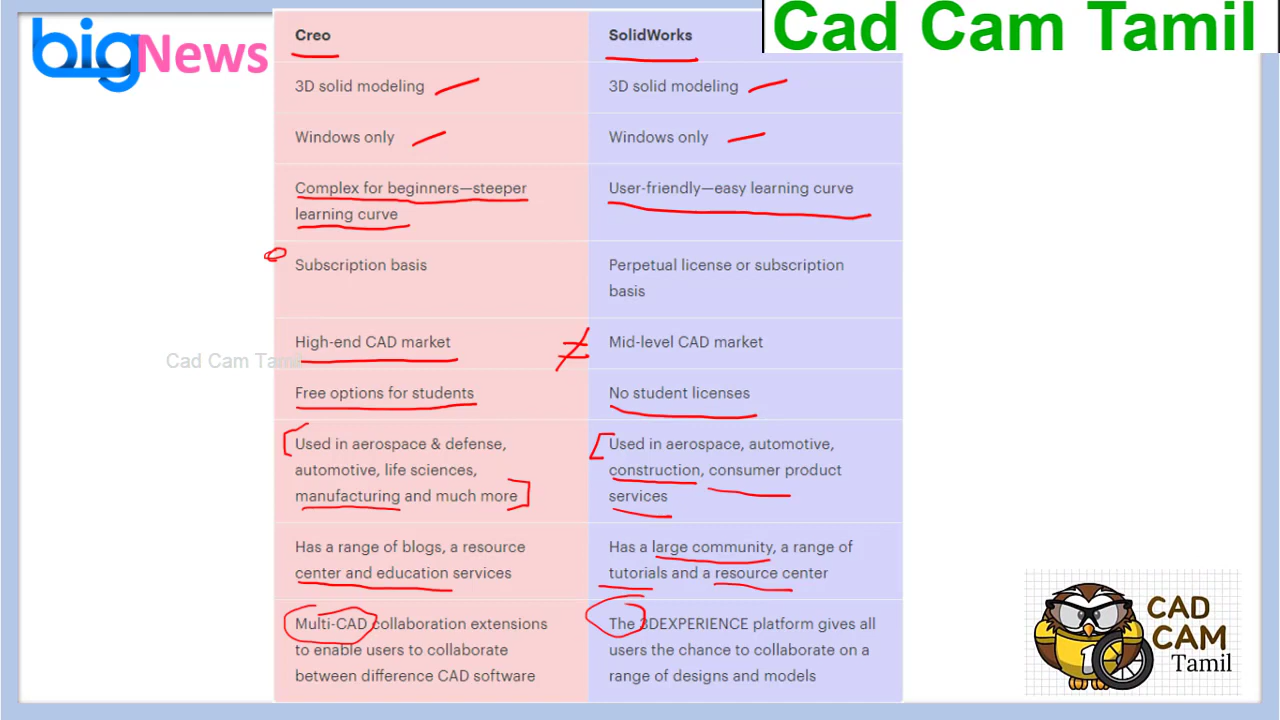 bigNews
Cad Cam Tamil
Creo
SolidWorks
3D solid modeling
3D solid modeling
Windows only
Windows only
Complex for beginners—steeper
learning curve
User-friendly—easy learning curve
Subscription basis
Perpetual license or subscription
basis
High-end CAD market
≠
Mid-level CAD market
Cad Cam Tamil
Free options for students
No student licenses
Used in aerospace & defense,
automotive, life sciences,
manufacturing and much more
Used in aerospace, automotive,
construction, consumer product
services
Has a range of blogs, a resource
center and education services
Has a large community, a range of
tutorials and a resource center
Multi-CAD collaboration extensions
to enable users to collaborate
between difference CAD software
The 3DEXPERIENCE platform gives all
users the chance to collaborate on a
range of designs and models
CAD
CAM
Tamil
1